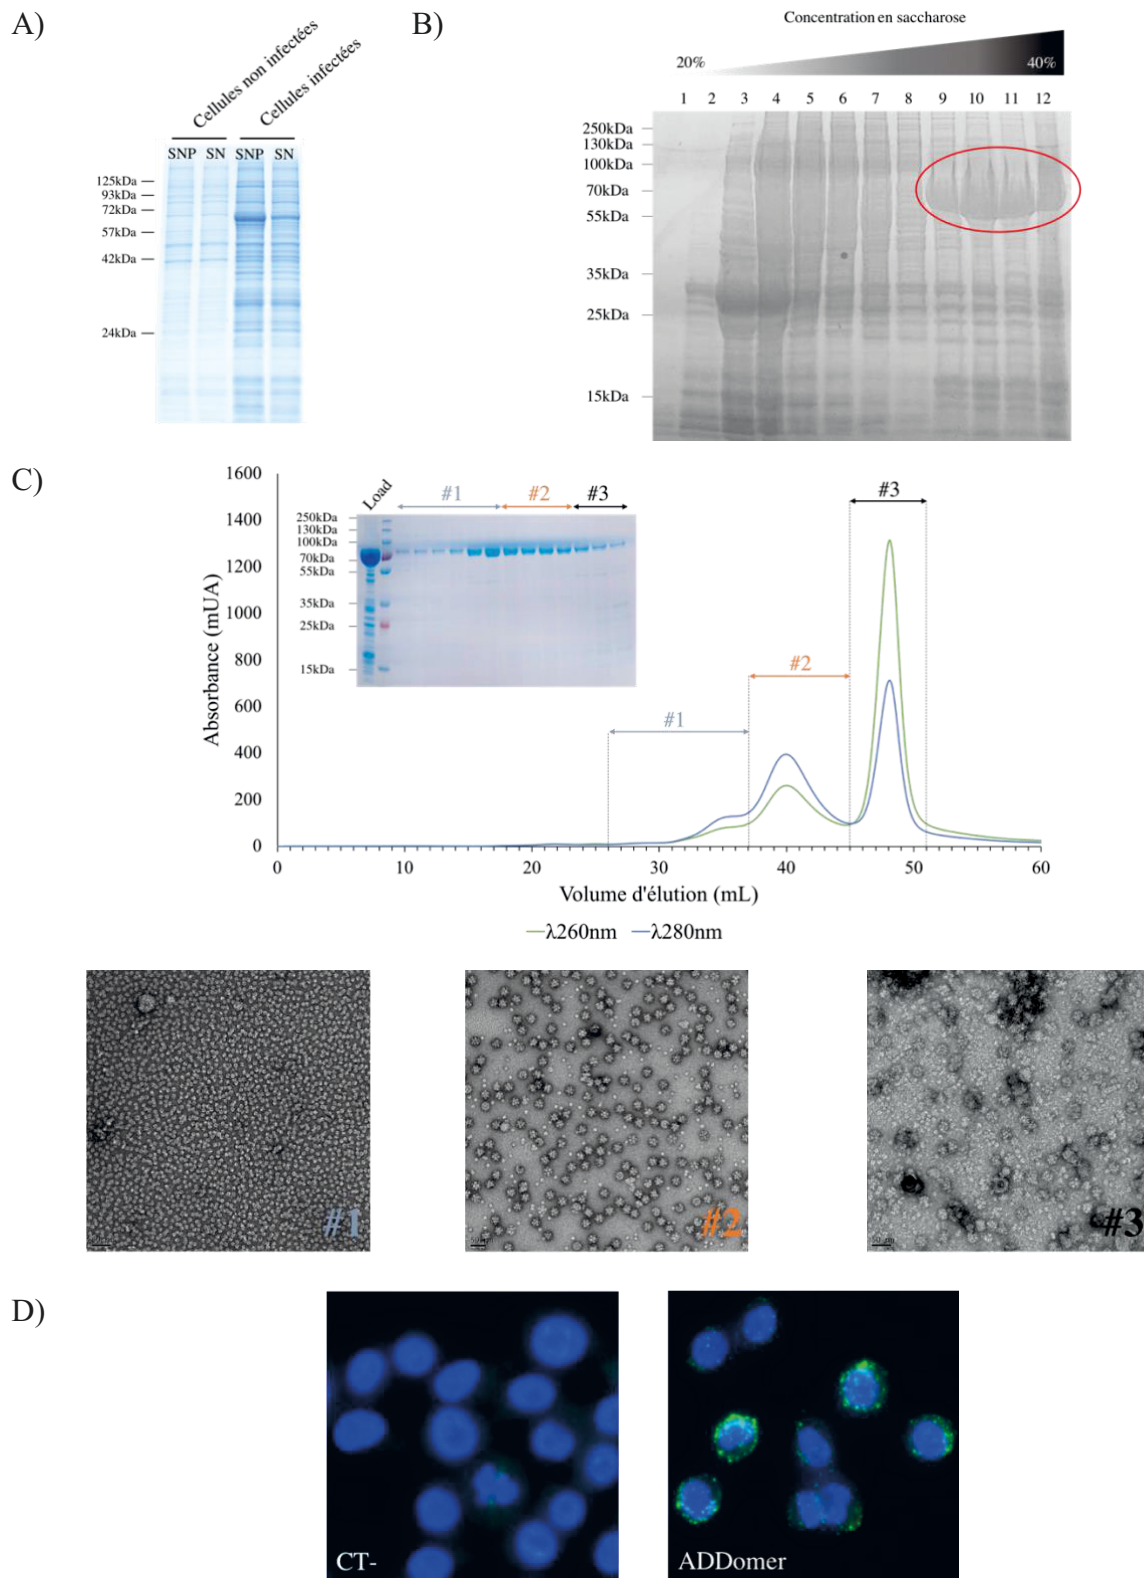 A)
Cellules non infectées
Cellules infectées
SNP SN SNP SN
125kDa
93kDa
72kDa
57kDa
42kDa
24kDa
B)
Concentration en saccharose
20%
40%
1 2 3 4 5 6 7 8 9 10 11 12
250kDa
130kDa
100kDa
70kDa
55kDa
35kDa
25kDa
15kDa
C)
Absorbance (mUA)
1600
1400
1200
1000
800
600
400
200
0
Load
#1
#2
#3
250kDa
130kDa
100kDa
70kDa
55kDa
35kDa
25kDa
15kDa
#1
#2
#3
0 10 20 30 40 50 60
Volume d'élution (mL)
λ260nm λ280nm
#1
#2
#3
50 nm
D)
CT-
ADDomer